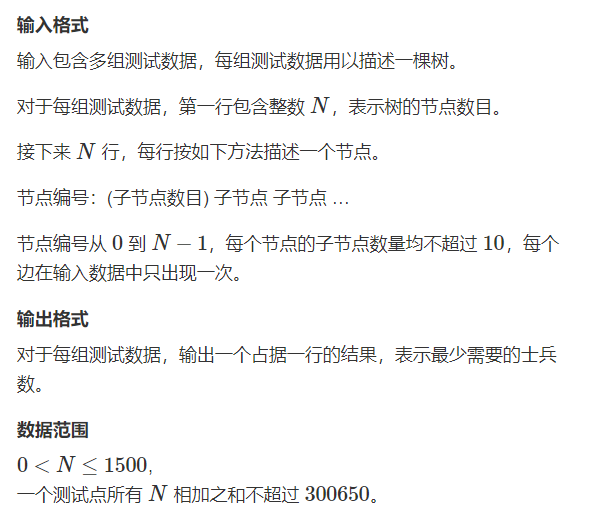 输入格式
输入包含多组测试数据，每组测试数据用以描述一棵树。
对于每组测试数据，第一行包含整数 N，表示树的节点数目。
接下来 N 行，每行按如下方法描述一个节点。
节点编号：(子节点数目) 子节点 子节点 …
节点编号从 0 到 N − 1，每个节点的子节点数量均不超过 10，每个
边在输入数据中只出现一次。
输出格式
对于每组测试数据，输出一个占据一行的结果，表示最少需要的士兵
数。
数据范围
0 < N ≤ 1500,
一个测试点所有 N 相加之和不超过 300650。